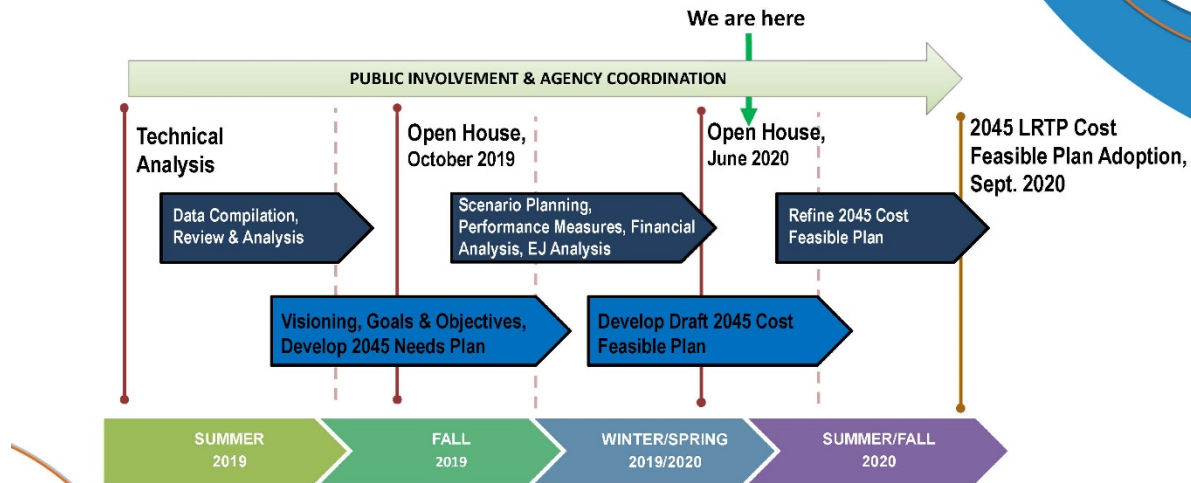 We are here
PUBLIC INVOLVEMENT & AGENCY COORDINATION
Technical
Analysis
Open House,
October 2019
Open House,
June 2020
2045 LRTP Cost
Feasible Plan Adoption,
Sept. 2020
Data Compilation,
Review & Analysis
Scenario Planning,
Performance Measures, Financial
Analysis, EJ Analysis
Refine 2045 Cost
Feasible Plan
Visioning, Goals & Objectives,
Develop 2045 Needs Plan
Develop Draft 2045 Cost
Feasible Plan
SUMMER
2019
FALL
2019
WINTER/SPRING
2019/2020
SUMMER/FALL
2020